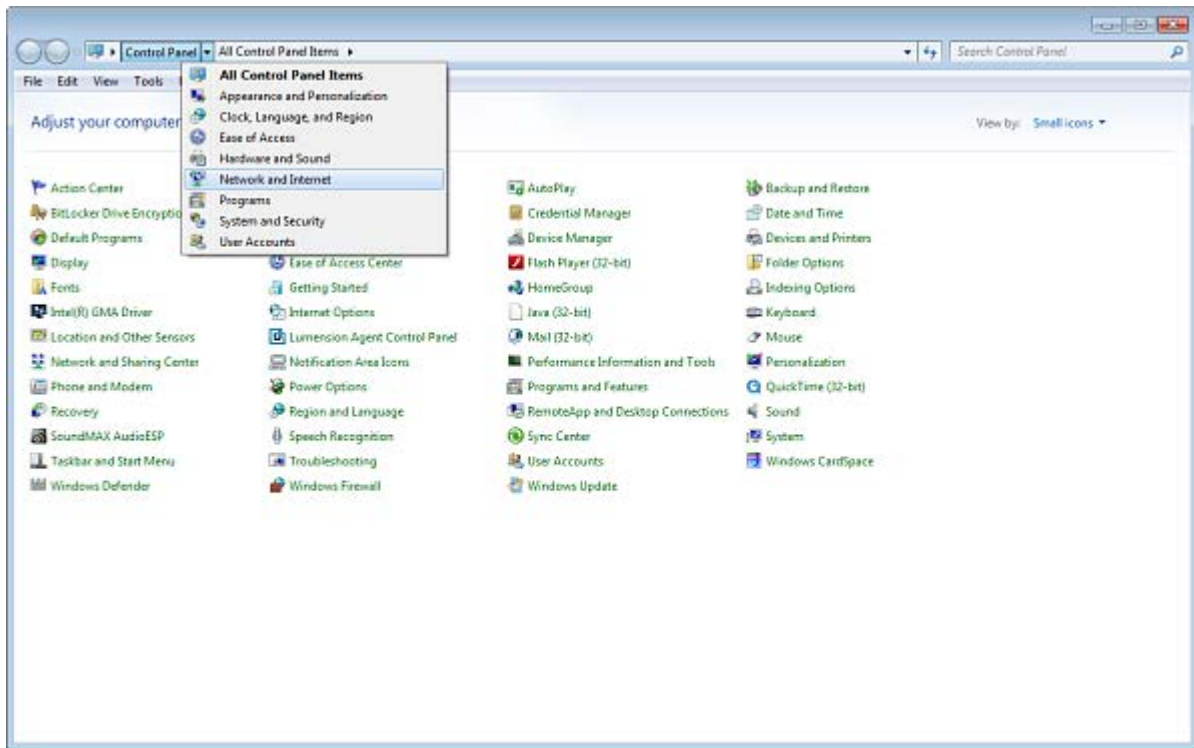 Control Panel All Control Panel Items Search Control Panel
File Edit View Tools
All Control Panel Items
Appearance and Personalization
Clock, Language, and Region
Ease of Access
Hardware and Sound
Network and Internet
Programs
System and Security
User Accounts
Adjust your computer View by: Small icons
Action Center AutoPlay Backup and Restore
BitLocker Drive Encryptio Credential Manager Date and Time
Default Programs Device Manager Devices and Printers
Display Ease of Access Center Flash Player (32-bit) Folder Options
Fonts Getting Started HomeGroup Indexing Options
Intel(R) GMA Driver Internet Options Java (32-bit) Keyboard
Location and Other Sensors Lumension Agent Control Panel Mail (32-bit) Mouse
Network and Sharing Center Notification Area Icons Performance Information and Tools Personalization
Phone and Modem Power Options Programs and Features QuickTime (32-bit)
Recovery Region and Language RemoteApp and Desktop Connections Sound
SoundMAX AudioESP Speech Recognition Sync Center System
Taskbar and Start Menu Troubleshooting User Accounts Windows CardSpace
Windows Defender Windows Firewall Windows Update